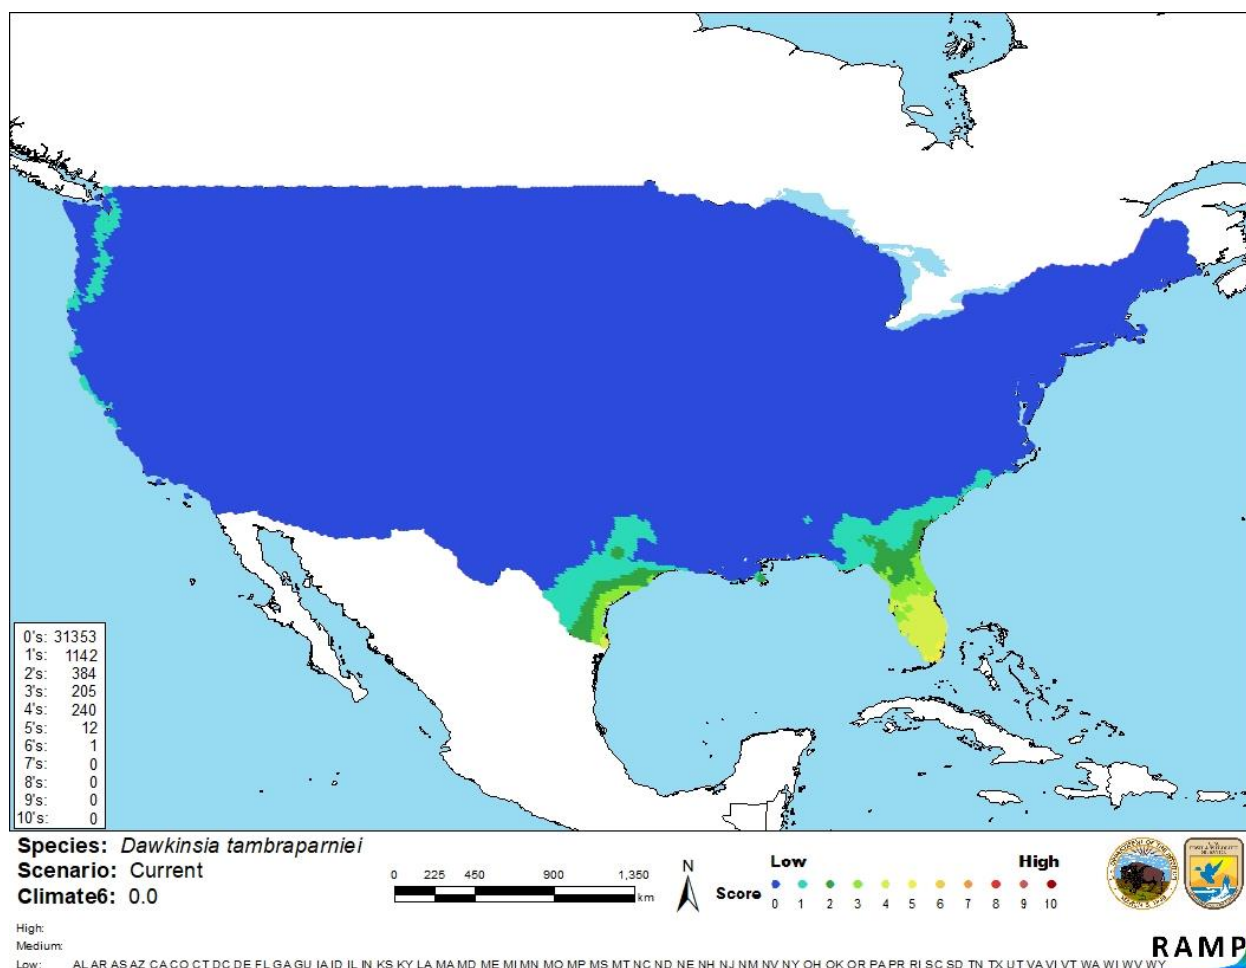 0's: 31353
1's: 1142
2's: 384
3's: 205
4's: 240
5's: 12
6's: 1
7's: 0
8's: 0
9's: 0
10's: 0
Species: Dawkinsia tambraparniei
Scenario: Current
Climate6: 0.0
0 225 450 900 1,350
km
N
Low High
Score 0 1 2 3 4 5 6 7 8 9 10
High:
Medium:
Low: AL AR AS AZ CA CO CT DC DE FL GA GU IA ID IL IN KS KY LA MA MD ME MI MN MO MP MS MT NC ND NE NH NJ NM NV NY OH OK OR PA PR RI SC SD TN TX UT VA VI VT WA WI WV WY
RAMP